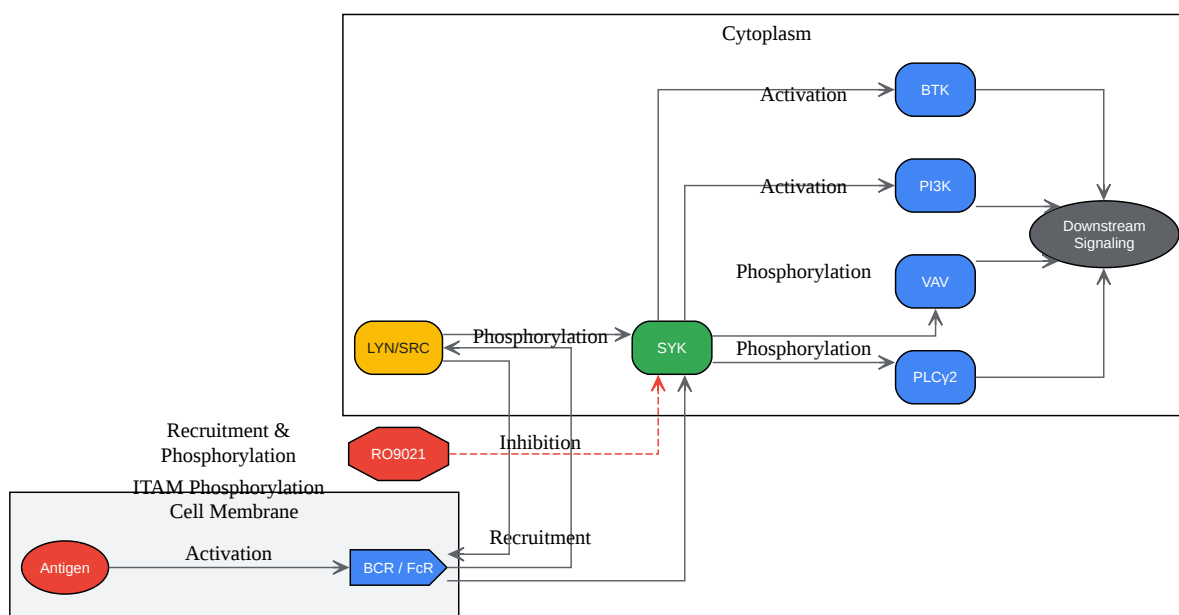 Cytoplasm
BTK
Activation
PI3K
Activation
Downstream
Signaling
Phosphorylation
VAV
LYN/SRC
Phosphorylation
SYK
Phosphorylation
PLCγ2
Recruitment &
Phosphorylation
RO9021
Inhibition
ITAM Phosphorylation
Cell Membrane
Recruitment
Activation
Antigen
BCR / FcR